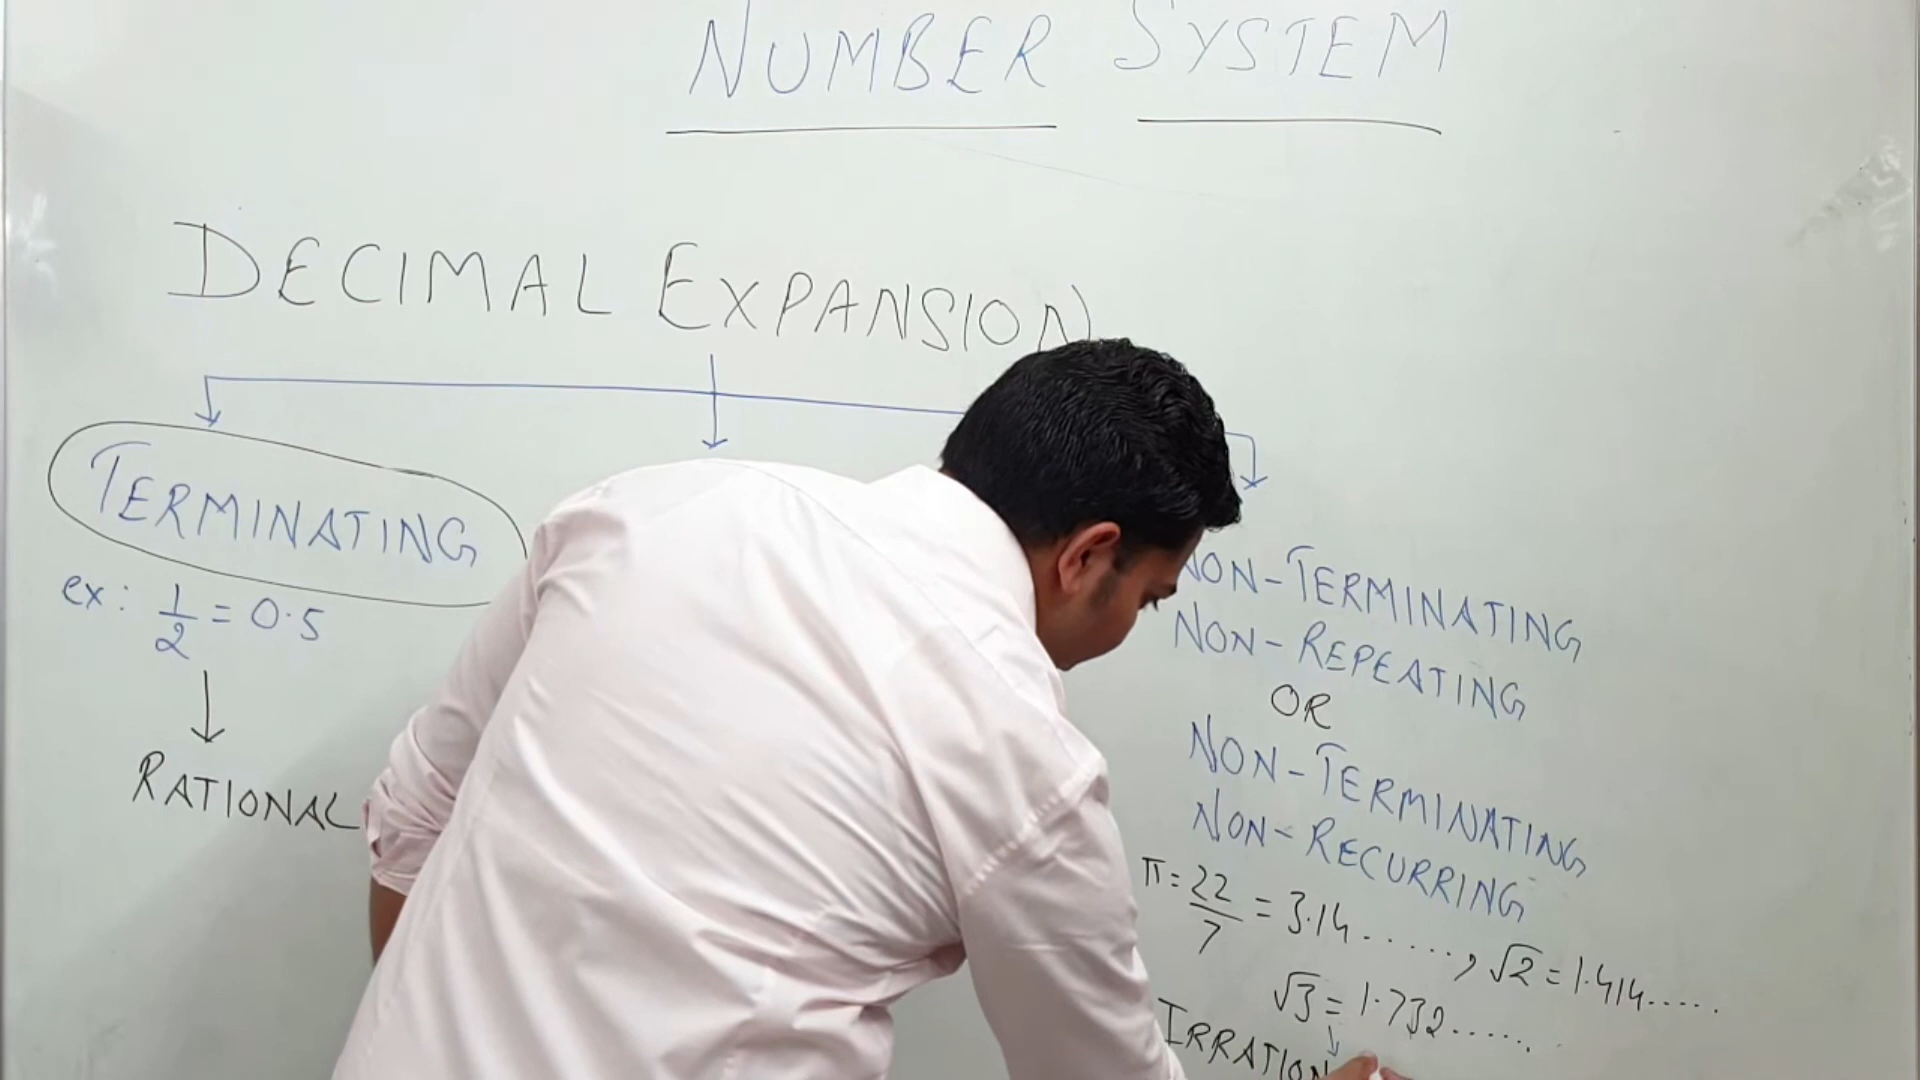 NUMBER SYSTEM
DECIMAL EXPANSION
TERMINATING
ex: 1/2 = 0.5
RATIONAL
NON-TERMINATING
NON-REPEATING
OR
NON-TERMINATING
NON-RECURRING
π = 22/7 = 3.14......, √2 = 1.414.....
√3 = 1.732......
IRRATION